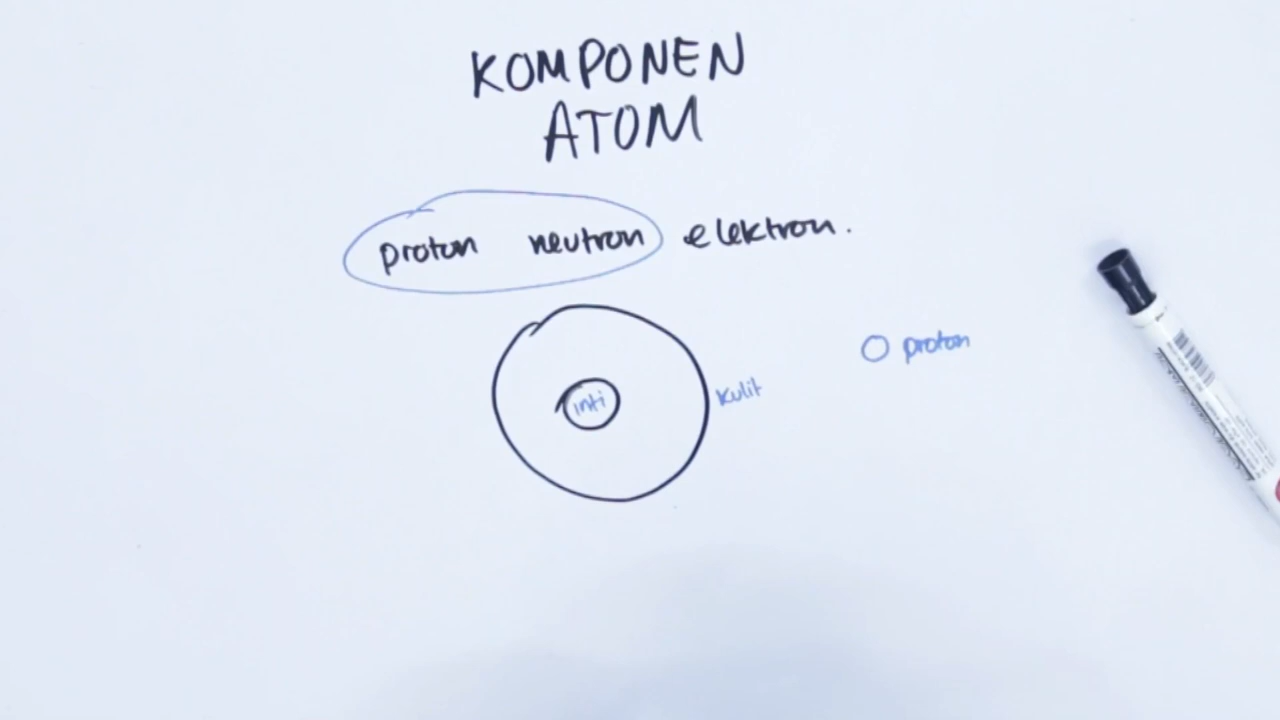 KOMPONEN
ATOM
proton neutron elektron.
proton
inti
kulit